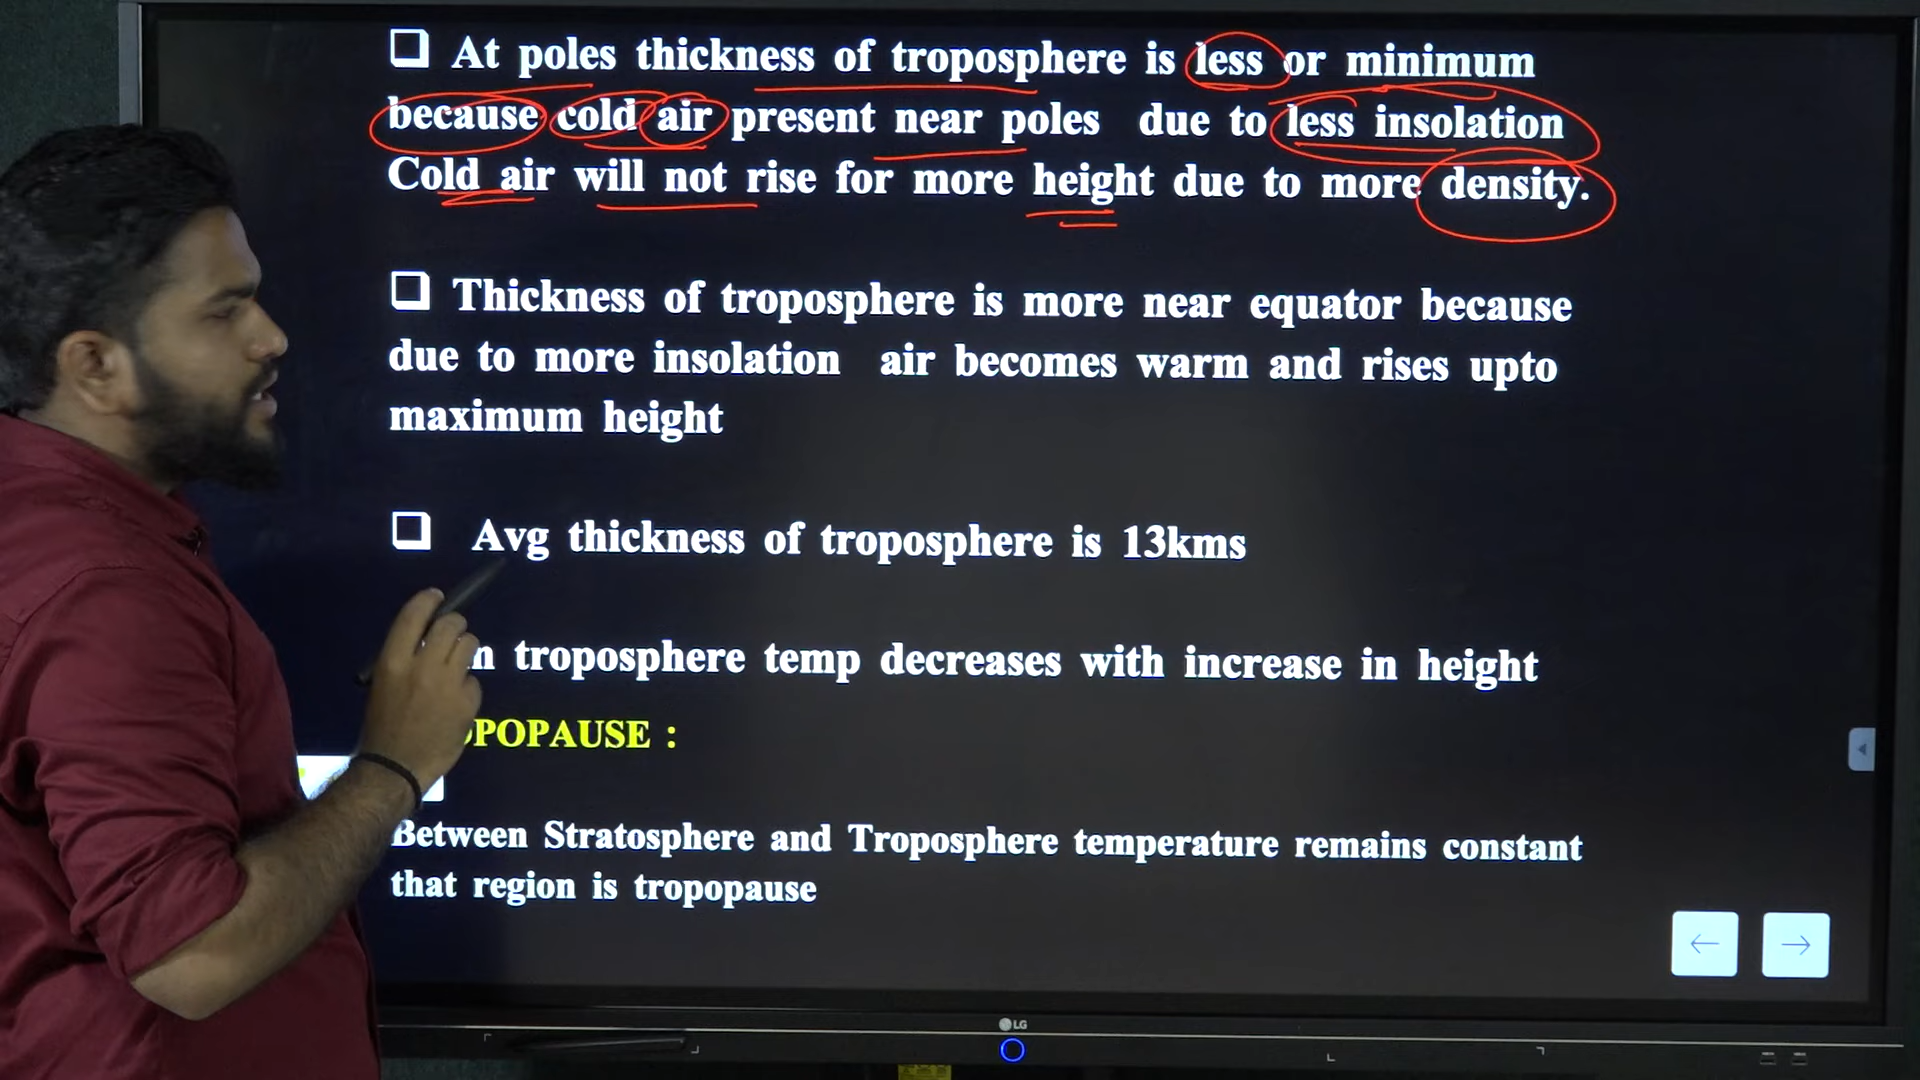 At poles thickness of troposphere is less or minimum
because cold air present near poles due to less insolation
Cold air will not rise for more height due to more density.
Thickness of troposphere is more near equator because
due to more insolation air becomes warm and rises upto
maximum height
Avg thickness of troposphere is 13kms
troposphere temp decreases with increase in height
OPOPAUSE :
Between Stratosphere and Troposphere temperature remains constant
that region is tropopause
LG